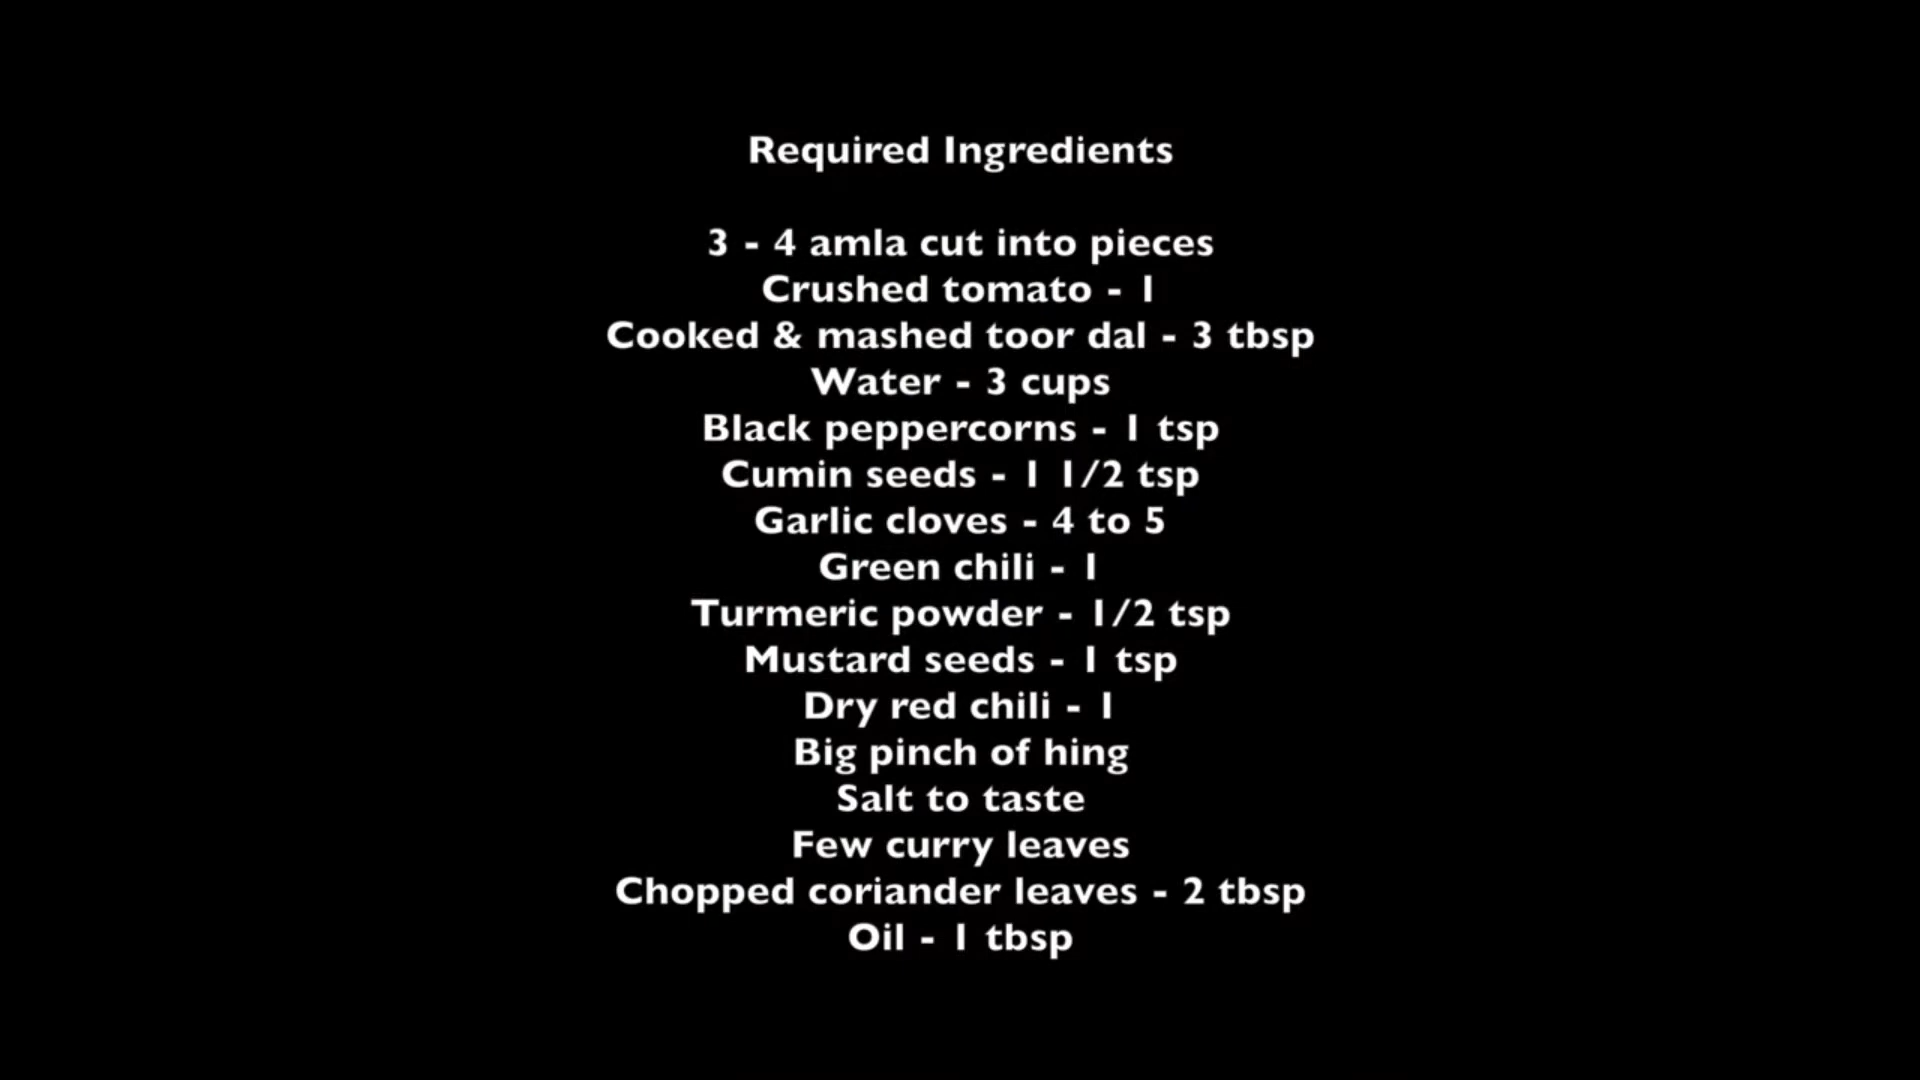 Required Ingredients
3 - 4 amla cut into pieces
Crushed tomato - 1
Cooked & mashed toor dal - 3 tbsp
Water - 3 cups
Black peppercorns - 1 tsp
Cumin seeds - 1 1/2 tsp
Garlic cloves - 4 to 5
Green chili - 1
Turmeric powder - 1/2 tsp
Mustard seeds - 1 tsp
Dry red chili - 1
Big pinch of hing
Salt to taste
Few curry leaves
Chopped coriander leaves - 2 tbsp
Oil - 1 tbsp